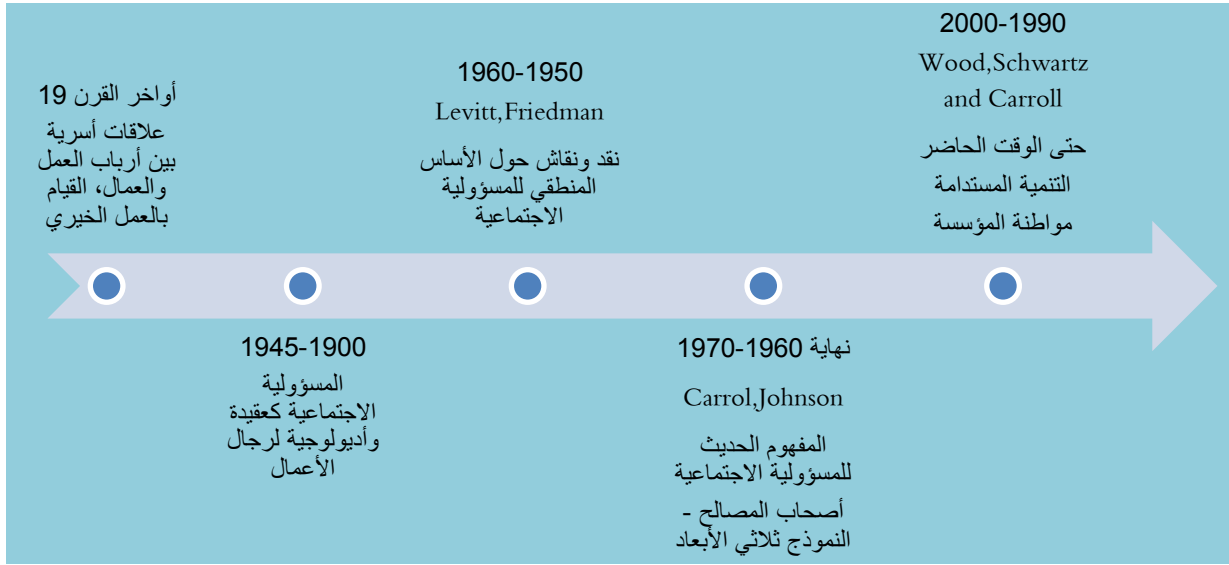 أواخر القرن 19
علاقات أسرية
بين أرباب العمل
والعمال، القيام
بالعمل الخيري
1945-1900
المسؤولية
الاجتماعية كعقيدة
وأديولوجية لرجال
الأعمال
1960-1950
Levitt,Friedman
نقد ونقاش حول الأساس
المنطقي للمسؤولية
الاجتماعية
نهاية 1960-1970
Carrol,Johnson
المفهوم الحديث
للمسؤولية الاجتماعية
أصحاب المصالح -
النموذج ثلاثي الأبعاد
2000-1990
Wood,Schwartz
and Carroll
حتى الوقت الحاضر
التنمية المستدامة
مواطنة المؤسسة